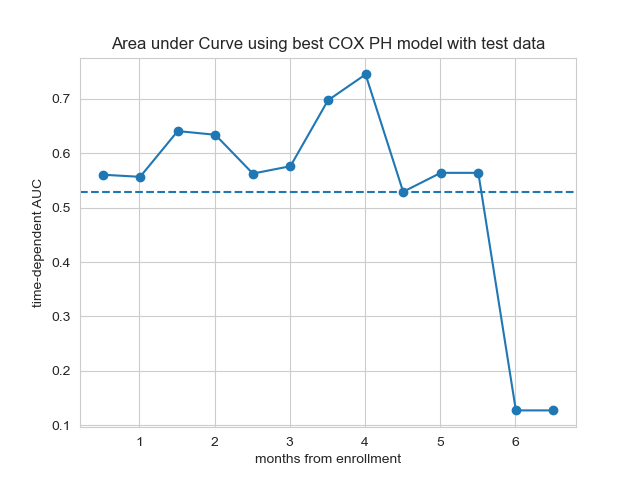 Area under Curve using best COX PH model with test data
time-dependent AUC
0.7
0.6
0.5
0.4
0.3
0.2
0.1
1 2 3 4 5 6
months from enrollment